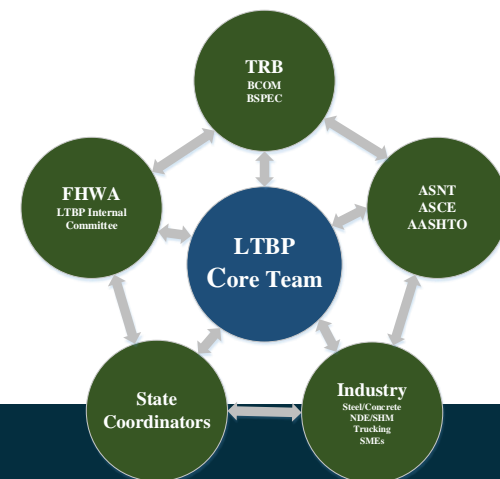 TRB
BCOM
BSPEC
FHWA
LTBP Internal
Committee
ASNT
ASCE
AASHTO
LTBP
Core Team
State
Coordinators
Industry
Steel/Concrete
NDE/SHM
Trucking
SMEs